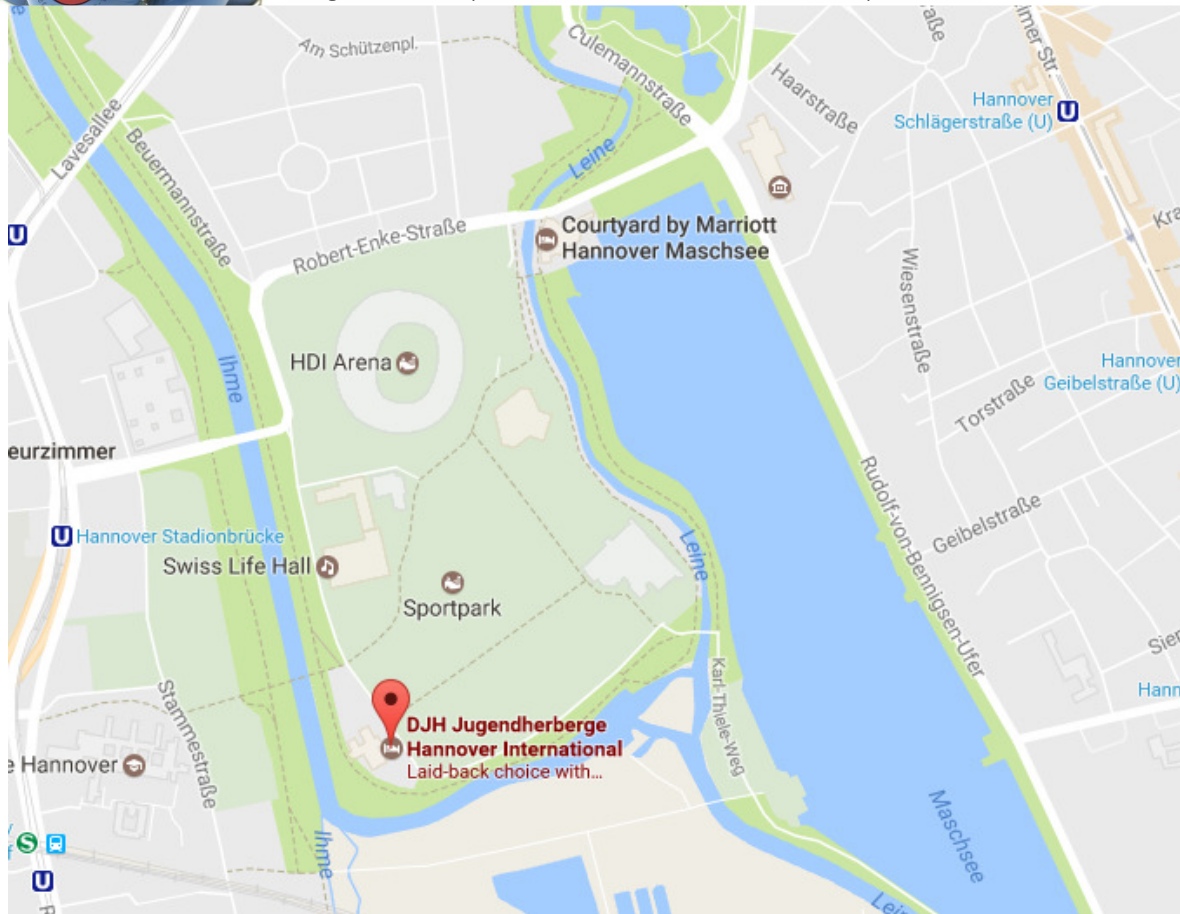 Am Schützenpl.
Culemannstraße
Haarstraße
Hannover
Schlägerstraße (U)
U
Lavesallee
Beuermannstraße
Leine
U
Robert-Enke-Straße
Courtyard by Marriott
Hannover Maschsee
Wiesenstraße
HDI Arena
Ihme
Hannover
Geibelstraße (U)
Torstraße
eurzimmer
Rudolf-von-Bennigsen-Ufer
Geibelstraße
U Hannover Stadionbrücke
Swiss Life Hall
Leine
Sportpark
Karl-Thiele-Weg
Stammestraße
DJH Jugendherberge
Hannover International
Laid-back choice with...
e Hannover
Maschsee
S
Ihme
U